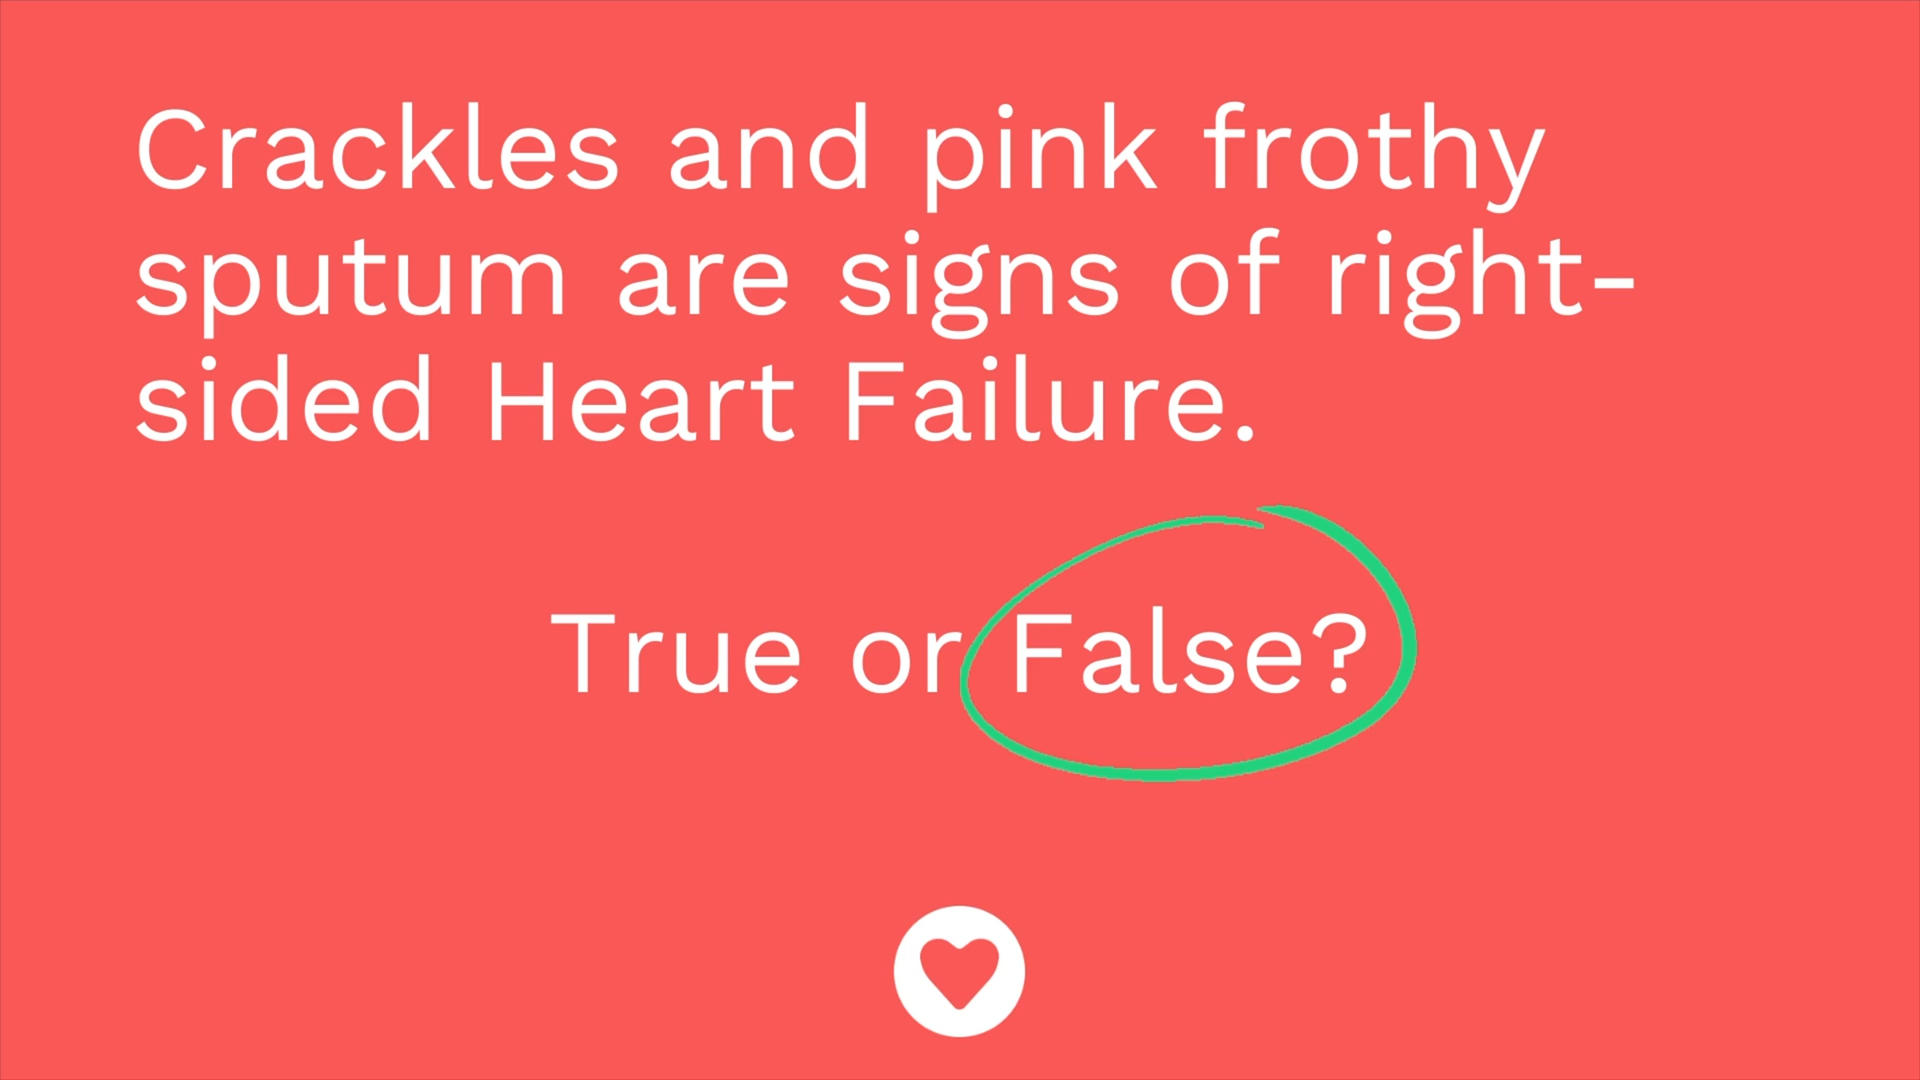 Crackles and pink frothy
sputum are signs of right-
sided Heart Failure.
True or False?